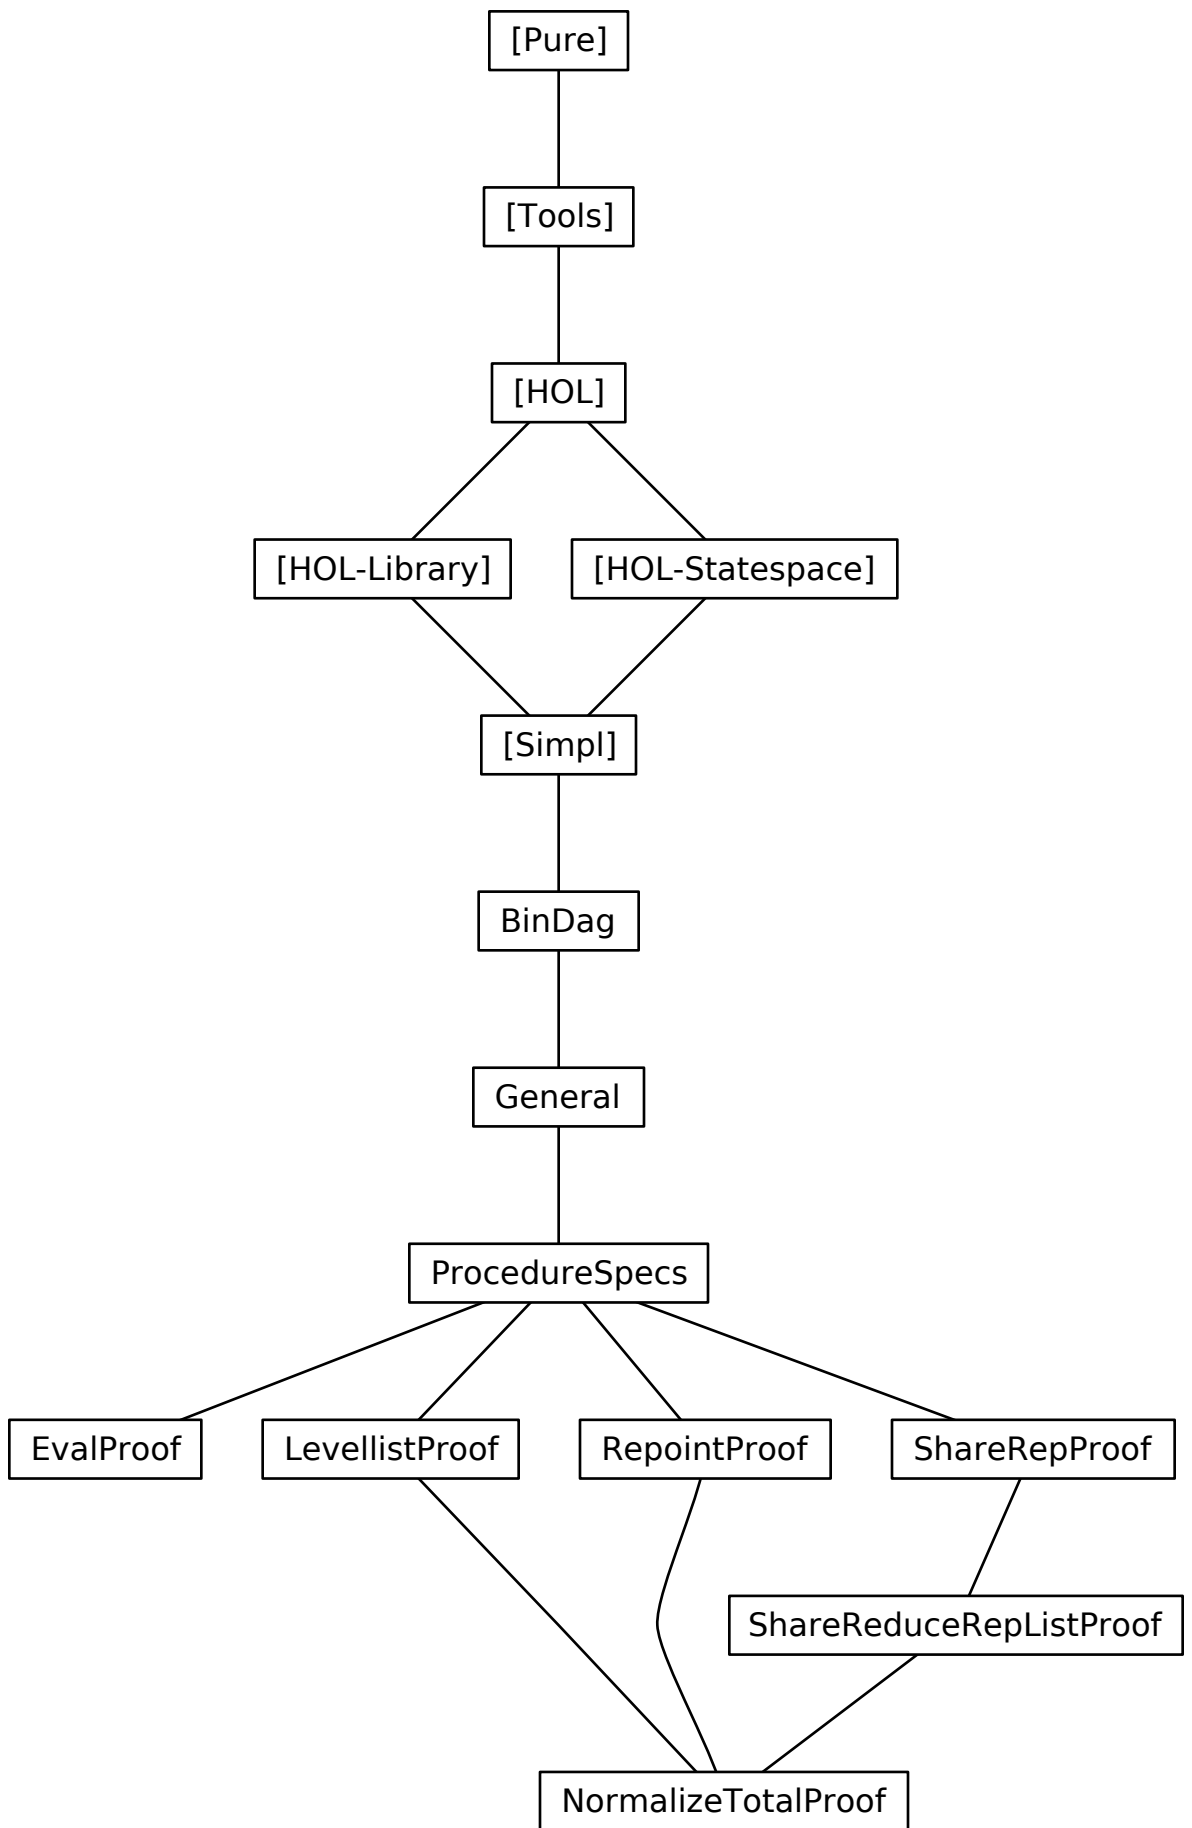 [Pure]
[Tools]
[HOL]
[HOL-Library]
[HOL-Statespace]
[Simpl]
BinDag
General
ProcedureSpecs
EvalProof
LevellistProof
RepointProof
ShareRepProof
ShareReduceRepListProof
NormalizeTotalProof